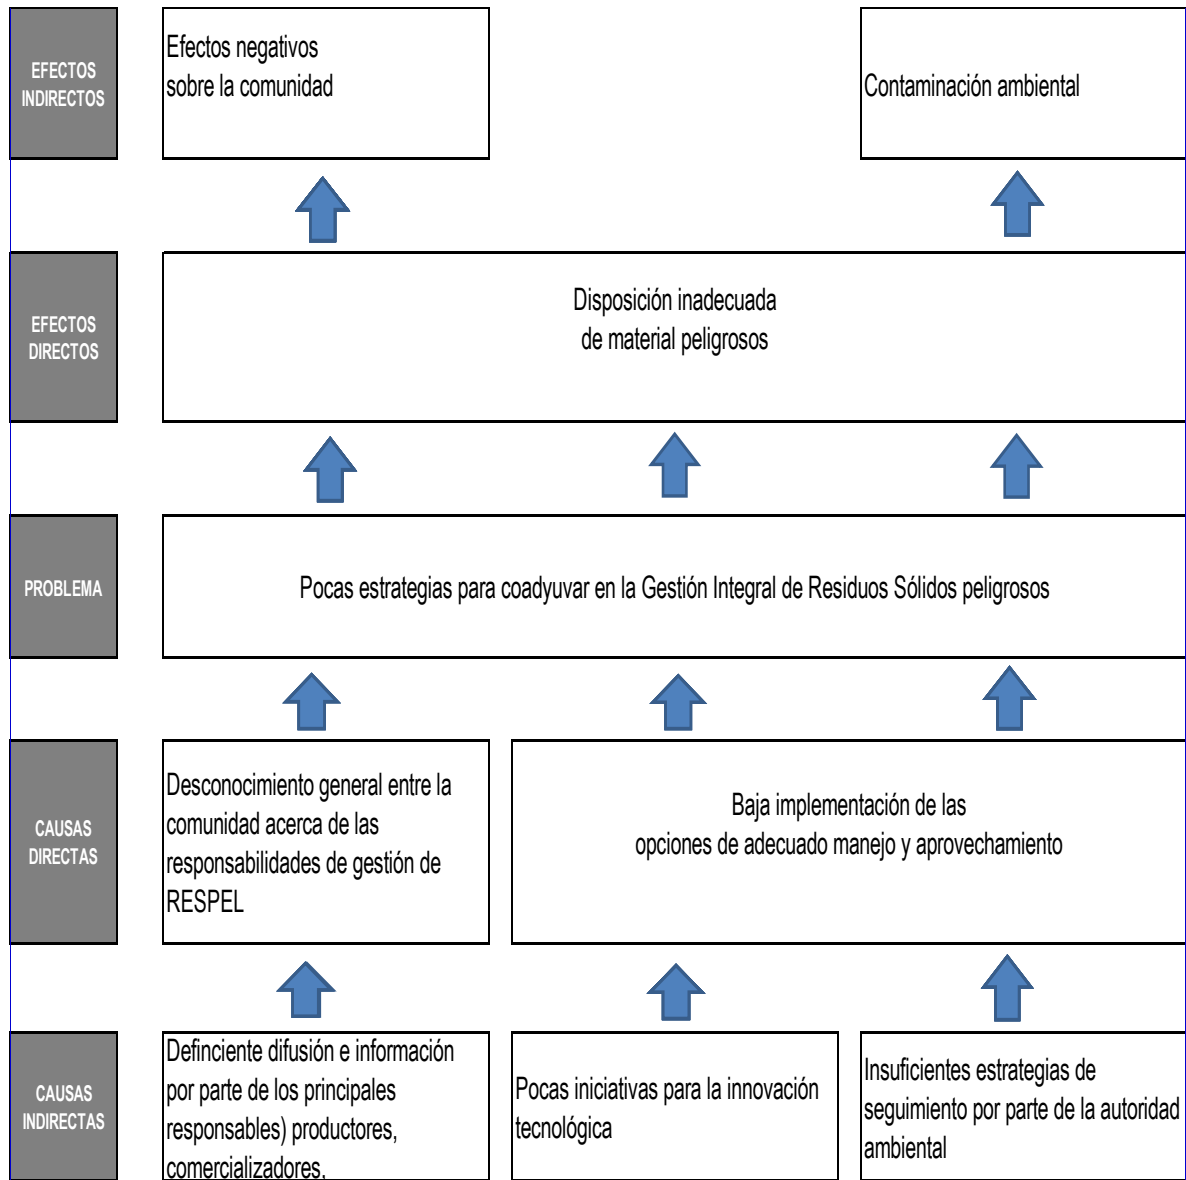 EFECTOS
INDIRECTOS
Efectos negativos
sobre la comunidad
Contaminación ambiental
EFECTOS
DIRECTOS
Disposición inadecuada
de material peligrosos
PROBLEMA
Pocas estrategias para coadyuvar en la Gestión Integral de Residuos Sólidos peligrosos
CAUSAS
DIRECTAS
Desconocimiento general entre la
comunidad acerca de las
responsabilidades de gestión de
RESPEL
Baja implementación de las
opciones de adecuado manejo y aprovechamiento
CAUSAS
INDIRECTAS
Definciente difusión e información
por parte de los principales
responsables) productores,
comercializadores,
Pocas iniciativas para la innovación
tecnológica
Insuficientes estrategias de
seguimiento por parte de la autoridad
ambiental